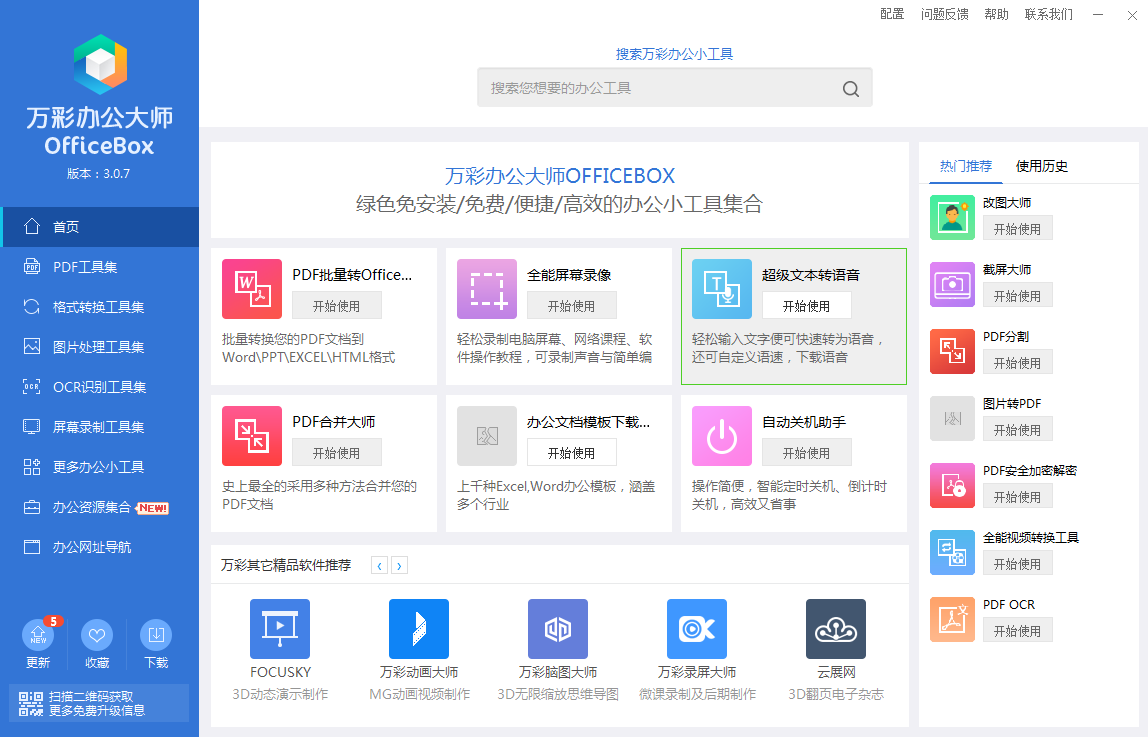 配置 问题反馈 帮助 联系我们
万彩办公大师
OfficeBox
版本：3.0.7
首页
PDF工具集
格式转换工具集
图片处理工具集
OCR识别工具集
屏幕录制工具集
更多办公小工具
办公资源集合 NEW!
办公网址导航
5
NEW
更新 收藏 下载
扫描二维码获取
更多免费升级信息
搜索万彩办公小工具
搜索您想要的办公工具
万彩办公大师OFFICEBOX
绿色免安装/免费/便捷/高效的办公小工具集合
PDF批量转Office...
开始使用
批量转换您的PDF文档到
Word\PPT\EXCEL\HTML格式
全能屏幕录像
开始使用
轻松录制电脑屏幕、网络课程、软
件操作教程，可录制声音与简单编
超级文本转语音
开始使用
轻松输入文字便可快速转为语音，
还可自定义语速，下载语音
PDF合并大师
开始使用
史上最全的采用多种方法合并您的
PDF文档
办公文档模板下载...
开始使用
上千种Excel,Word办公模板，涵盖
多个行业
自动关机助手
开始使用
操作简便，智能定时关机、倒计时
关机，高效又省事
万彩其它精品软件推荐
FOCUSKY
3D动态演示制作
万彩动画大师
MG动画视频制作
万彩脑图大师
3D无限缩放思维导图
万彩录屏大师
微课录制及后期制作
云展网
3D翻页电子杂志
热门推荐 使用历史
改图大师
开始使用
截屏大师
开始使用
PDF分割
开始使用
图片转PDF
开始使用
PDF安全加密解密
开始使用
全能视频转换工具
开始使用
PDF OCR
开始使用